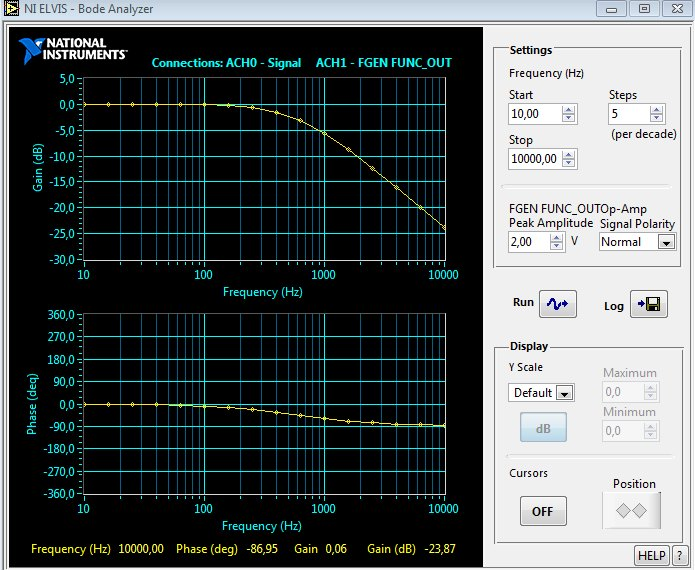 NI ELVIS - Bode Analyzer
NATIONAL
INSTRUMENTS
Connections: ACH0 - Signal ACH1 - FGEN FUNC_OUT
5,0
0,0
-5,0
-10,0
-15,0
-20,0
-25,0
-30,0
Gain (dB)
10 100 1000 10000
Frequency (Hz)
360,0
270,0
180,0
90,0
0,0
-90,0
-180,0
-270,0
-360,0
Phase (deg)
10 100 1000 10000
Frequency (Hz)
Frequency (Hz) 10000,00 Phase (deg) -86,95 Gain 0,06 Gain (dB) -23,87
Settings
Frequency (Hz)
Start Steps
10,00 5
(per decade)
Stop
10000,00
FGEN FUNC_OUT Op-Amp
Peak Amplitude Signal Polarity
2,00 V Normal
Run Log
Display
Y Scale Maximum
Default 0,0
Minimum
dB 0,0
Cursors Position
OFF
HELP ?